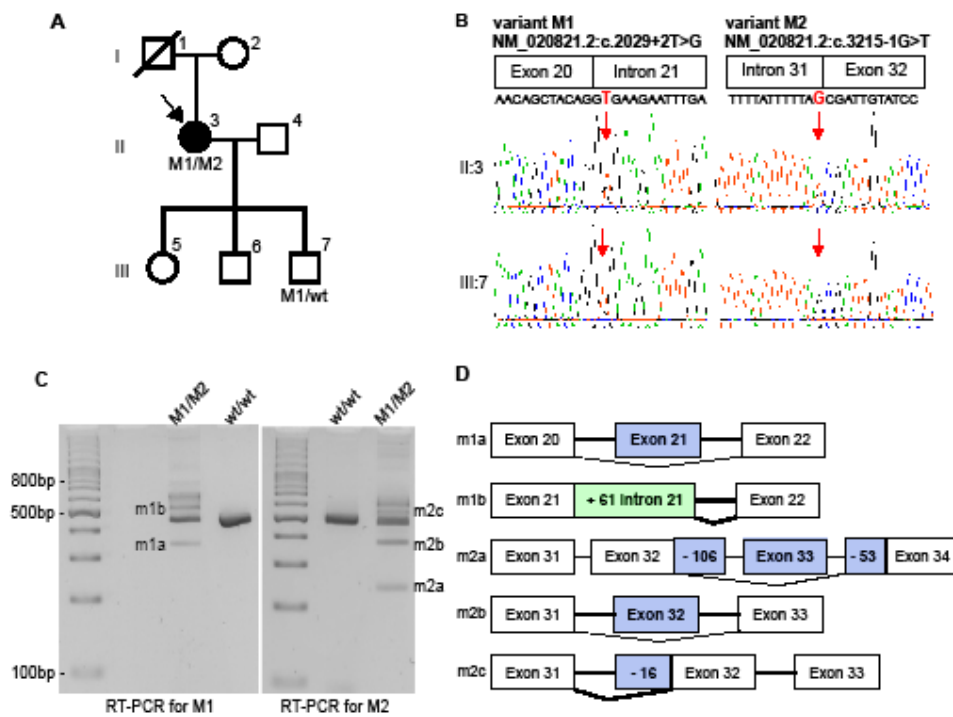 A
I
1
2
3
4
M1/M2
II
5
6
7
III
M1/wt
B
variant M1
NM_020821.2:c.2029+2T>G
Exon 20
Intron 21
AACAGCTACAGGTGAAGAATTTGA
variant M2
NM_020821.2:c.3215-1G>T
Intron 31
Exon 32
TTTTATTTTTAGCGATTGTATCC
II:3
III:7
C
M1/M2
wt/wt
wt/wt
M1/M2
800bp -
500bp -
100bp -
m1b
m1a
m2c
m2b
m2a
RT-PCR for M1
RT-PCR for M2
D
m1a
Exon 20
Exon 21
Exon 22
m1b
Exon 21
+ 61 Intron 21
Exon 22
m2a
Exon 31
Exon 32
- 106
Exon 33
- 53
Exon 34
m2b
Exon 31
Exon 32
Exon 33
m2c
Exon 31
- 16
Exon 32
Exon 33